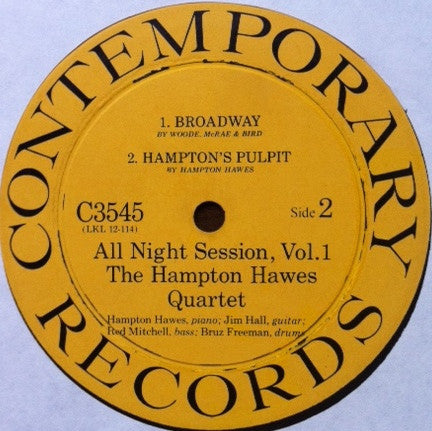 CONTEMPORARY
1. BROADWAY
BY WOODE, McRAE & BIRD
2. HAMPTON'S PULPIT
BY HAMPTON HAWES
C3545
(LKL 12-114)
Side 2
All Night Session, Vol.1
The Hampton Hawes
Quartet
Hampton Hawes, piano; Jim Hall, guitar;
Red Mitchell, bass; Bruz Freeman, drums
RECORDS